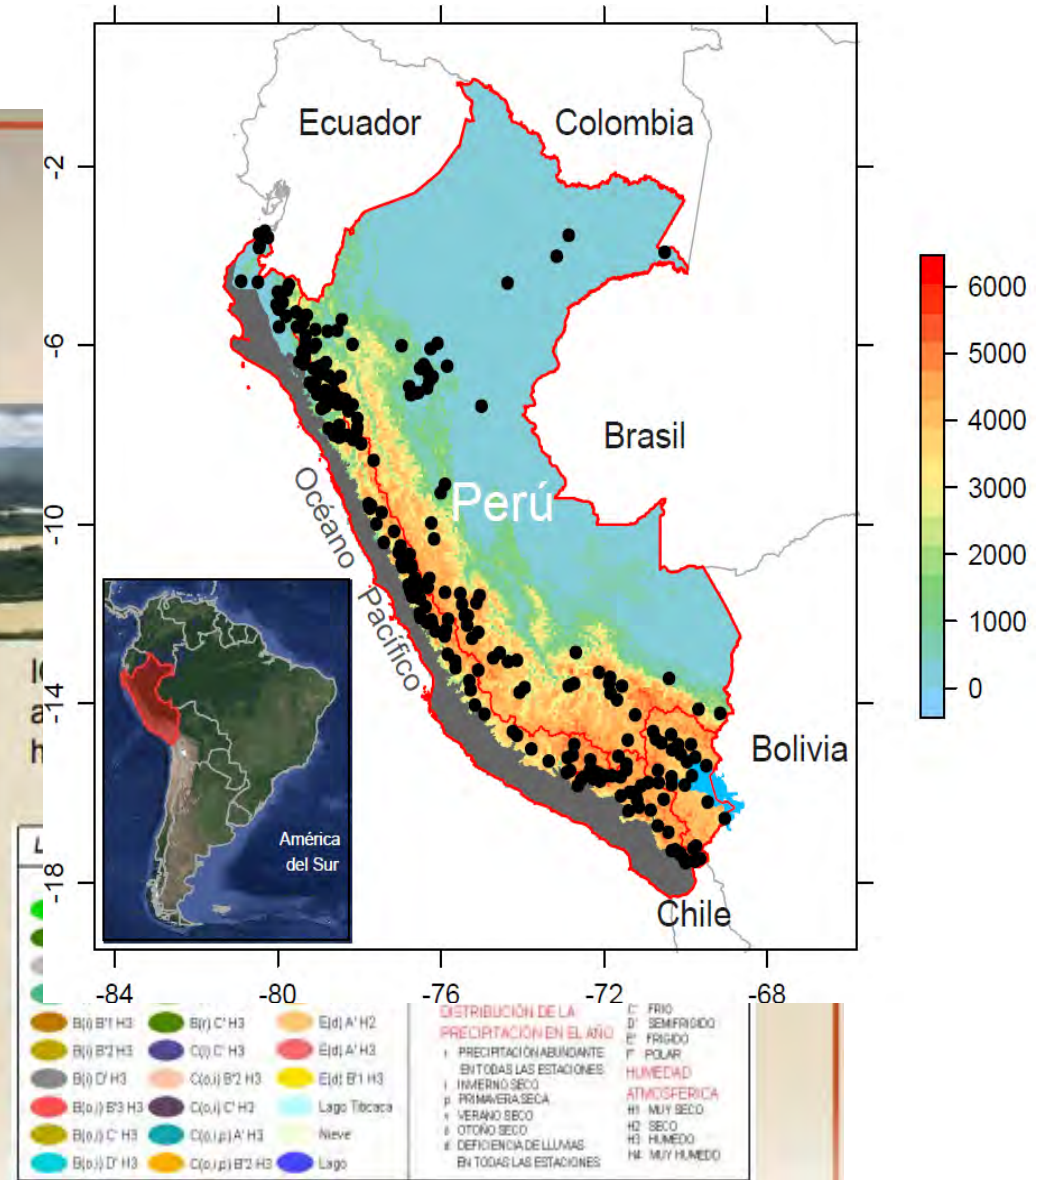 Ecuador
Colombia
Brasil
Perú
Océano Pacífico
Bolivia
Chile
América
del Sur
-2
-6
-10
-14
-18
-84
-80
-76
-72
-68
6000
5000
4000
3000
2000
1000
0
B(i) B'1 H3
B(i) B'2 H3
B(i) D' H3
B(o,i) B'3 H3
B(o,i) C' H3
B(o,i) D' H3
B(r) C' H3
C(i) C' H3
C(o,i) B'2 H3
C(o,i) C' H2
C(o,i,p) A' H3
C(o,i,p) B'2 H3
E(d) A' H2
E(d) A' H3
E(d) B'1 H3
Lago Titicaca
Nieve
Lago
DISTRIBUCIÓN DE LA
PRECIPITACIÓN EN EL AÑO
r PRECIPITACION ABUNDANTE
EN TODAS LAS ESTACIONES
i INVIERNO SECO
p PRIMAVERA SECA
v VERANO SECO
o OTOÑO SECO
d DEFICIENCIA DE LLUVIAS
EN TODAS LAS ESTACIONES
C' FRIO
D' SEMIFRIGIDO
E' FRIGIDO
F' POLAR
HUMEDAD
ATMOSFERICA
H1 MUY SECO
H2 SECO
H3 HUMEDO
H4 MUY HUMEDO